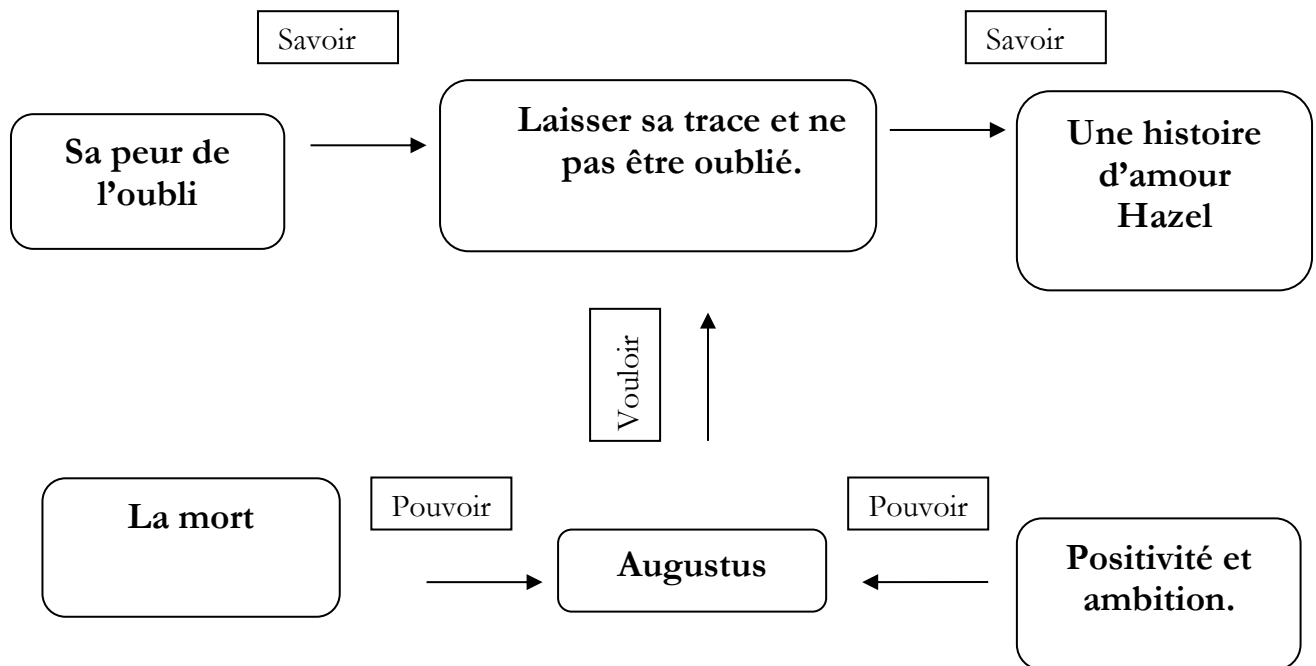 Savoir
Savoir
Sa peur de
l’oubli
Laisser sa trace et ne
pas être oublié.
Une histoire
d’amour
Hazel
Vouloir
La mort
Pouvoir
Augustus
Pouvoir
Positivité et
ambition.